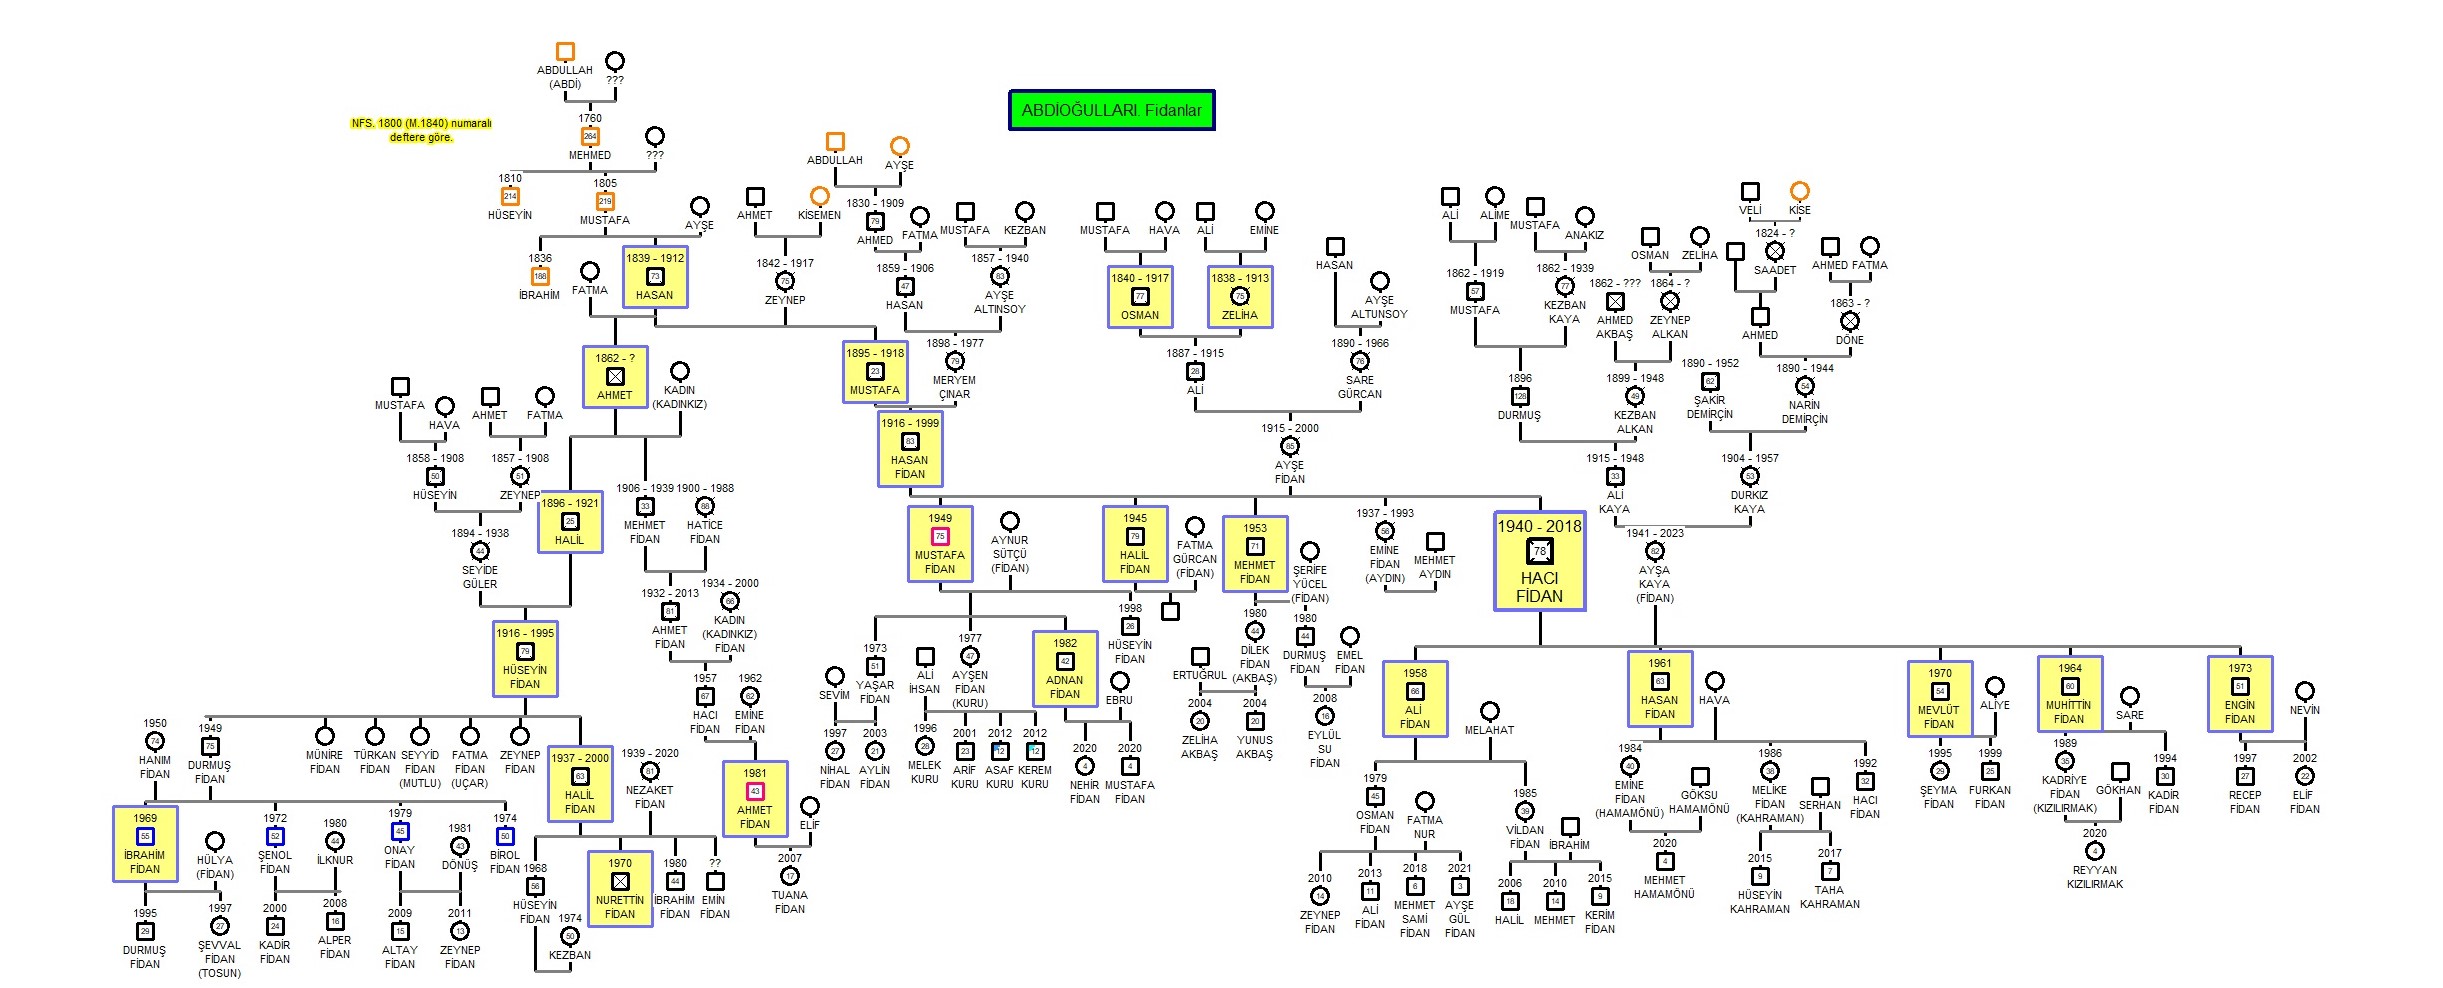 ABDİOĞULLARI. Fidanlar
NFS. 1800 (M.1840) numaralı
deftere göre.
ABDULLAH
(ABDİ)
???
1760
264
MEHMED
???
1810
214
HÜSEYİN
1805
219
MUSTAFA
AYŞE
1836
188
İBRAHİM
FATMA
1839 - 1912
73
HASAN
AHMET
KİSEMEN
1842 - 1917
75
ZEYNEP
ABDULLAH
AYŞE
1830 - 1909
79
AHMED
FATMA
1859 - 1906
47
HASAN
MUSTAFA
KEZBAN
1857 - 1940
83
AYŞE
ALTINSOY
MUSTAFA
HAVA
ALİ
EMİNE
1840 - 1917
77
OSMAN
1838 - 1913
75
ZELİHA
HASAN
AYŞE
ALTUNSOY
ALİ
ALİME
MUSTAFA
ANAKIZ
1862 - 1919
57
MUSTAFA
1862 - 1939
77
KEZBAN
KAYA
OSMAN
ZELİHA
1862 - ???
AHMED
AKBAŞ
1864 - ?
ZEYNEP
ALKAN
VELİ
KİSE
1824 - ?
SAADET
AHMED
AHMED
FATMA
1863 - ?
DÖNE
1862 - ?
AHMET
KADIN
(KADINKIZ)
1895 - 1918
23
MUSTAFA
1898 - 1977
79
MERYEM
ÇINAR
1887 - 1915
28
ALİ
1890 - 1966
76
SARE
GÜRCAN
1896
128
DURMUŞ
1899 - 1948
49
KEZBAN
ALKAN
1890 - 1952
62
ŞAKİR
DEMİRÇİN
1890 - 1944
54
NARİN
DEMİRÇİN
MUSTAFA
HAVA
AHMET
FATMA
1858 - 1908
50
HÜSEYİN
1857 - 1908
51
ZEYNEP
1896 - 1921
25
HALİL
1906 - 1939
33
MEHMET
FİDAN
1900 - 1988
88
HATİCE
FİDAN
1916 - 1999
83
HASAN
FİDAN
1915 - 2000
85
AYŞE
FİDAN
1915 - 1948
33
ALİ
KAYA
1904 - 1957
53
DURKIZ
KAYA
1894 - 1938
44
SEYİDE
GÜLER
1932 - 2013
81
AHMET
FİDAN
1934 - 2000
66
KADIN
(KADINKIZ)
FİDAN
1949
75
MUSTAFA
FİDAN
AYNUR
SÜTÇÜ
(FİDAN)
1945
79
HALİL
FİDAN
FATMA
GÜRCAN
(FİDAN)
1953
71
MEHMET
FİDAN
ŞERİFE
YÜCEL
(FİDAN)
1937 - 1993
56
EMİNE
FİDAN
(AYDIN)
MEHMET
AYDIN
1940 - 2018
78
HACI
FİDAN
1941 - 2023
82
AYŞA
KAYA
(FİDAN)
1916 - 1995
79
HÜSEYİN
FİDAN
1957
67
HACI
FİDAN
1962
62
EMİNE
FİDAN
SEVİM
1973
51
YAŞAR
FİDAN
ALİ
İHSAN
1977
47
AYŞEN
FİDAN
(KURU)
1982
42
ADNAN
FİDAN
EBRU
1998
26
HÜSEYİN
FİDAN
ERTUĞRUL
1980
44
DİLEK
FİDAN
(AKBAŞ)
1980
44
DURMUŞ
FİDAN
EMEL
FİDAN
1958
66
ALİ
FİDAN
MELAHAT
1961
63
HASAN
FİDAN
HAVA
1970
54
MEVLÜT
FİDAN
ALİYE
1964
60
MUHİTTİN
FİDAN
SARE
1973
51
ENGİN
FİDAN
NEVİN
1950
74
HANIM
FİDAN
1949
75
DURMUŞ
FİDAN
MÜNİRE
FİDAN
TÜRKAN
FİDAN
SEYYİD
FİDAN
(MUTLU)
FATMA
FİDAN
(UÇAR)
ZEYNEP
FİDAN
1937 - 2000
63
HALİL
FİDAN
1939 - 2020
81
NEZAKET
FİDAN
1981
43
AHMET
FİDAN
ELİF
1997
27
NİHAL
FİDAN
2003
21
AYLİN
FİDAN
1996
28
MELEK
KURU
2001
23
ARİF
KURU
2012
12
ASAF
KURU
2012
12
KEREM
KURU
2020
4
NEHİR
FİDAN
2020
4
MUSTAFA
FİDAN
2004
20
ZELİHA
AKBAŞ
2004
20
YUNUS
AKBAŞ
2008
16
EYLÜL
SU
FİDAN
1979
45
OSMAN
FİDAN
FATMA
NUR
1985
39
VİLDAN
FİDAN
İBRAHİM
1984
40
EMİNE
FİDAN
(HAMAMÖNÜ)
GÖKSU
HAMAMÖNÜ
1986
38
MELİKE
FİDAN
(KAHRAMAN)
SERHAN
1992
32
HACI
FİDAN
1995
29
ŞEYMA
FİDAN
1999
25
FURKAN
FİDAN
1989
35
KADRİYE
FİDAN
(KIZILIRMAK)
GÖKHAN
1994
30
KADİR
FİDAN
1997
27
RECEP
FİDAN
2002
22
ELİF
FİDAN
1969
55
İBRAHİM
FİDAN
HÜLYA
(FİDAN)
1972
52
ŞENOL
FİDAN
1980
44
İLKNUR
1979
45
ONAY
FİDAN
1981
43
DÖNÜŞ
1974
50
BİROL
FİDAN
1968
56
HÜSEYİN
FİDAN
1974
50
KEZBAN
1970
NURETTİN
FİDAN
1980
44
İBRAHİM
FİDAN
??
EMİN
FİDAN
2007
17
TUANA
FİDAN
1995
29
DURMUŞ
FİDAN
1997
27
ŞEVVAL
FİDAN
(TOSUN)
2000
24
KADİR
FİDAN
2008
16
ALPER
FİDAN
2009
15
ALTAY
FİDAN
2011
13
ZEYNEP
FİDAN
2010
14
ZEYNEP
FİDAN
2013
11
ALİ
FİDAN
2018
6
MEHMET
SAMİ
FİDAN
2021
3
AYŞE
GÜL
FİDAN
2006
18
HALİL
2010
14
MEHMET
2015
9
KERİM
FİDAN
2020
4
MEHMET
HAMAMÖNÜ
2015
9
HÜSEYİN
KAHRAMAN
2017
7
TAHA
KAHRAMAN
2020
4
REYYAN
KIZILIRMAK